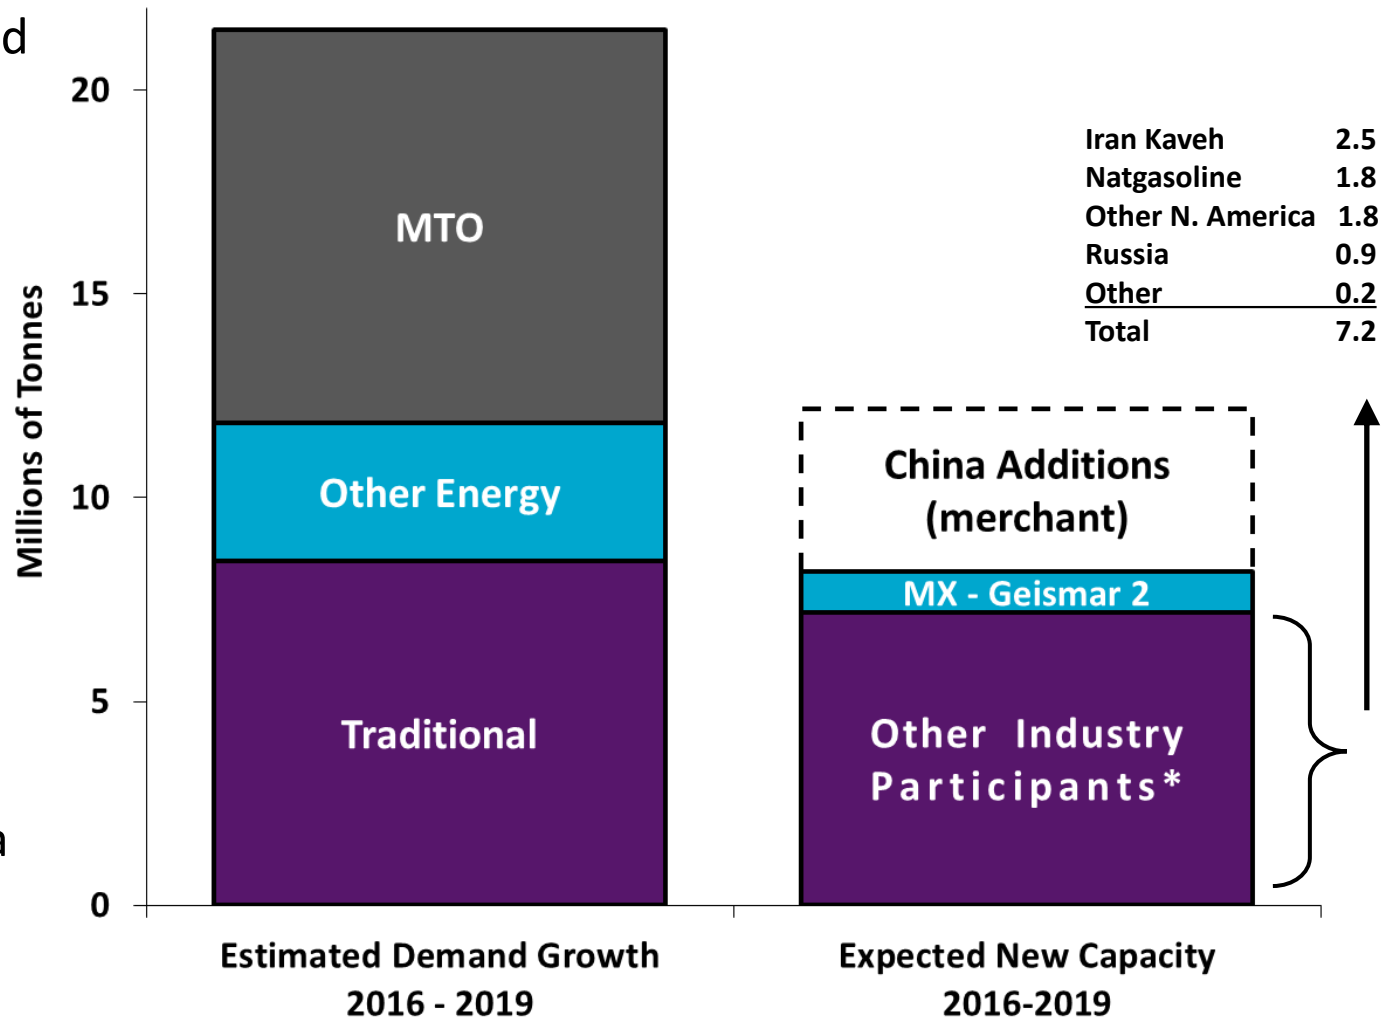 d
20
15
10
5
0
Millions of Tonnes
MTO
Other Energy
Traditional
Estimated Demand Growth
2016 - 2019
China Additions
(merchant)
MX - Geismar 2
Other Industry
Participants*
Expected New Capacity
2016-2019
Iran Kaveh 2.5
Natgasoline 1.8
Other N. America 1.8
Russia 0.9
Other 0.2
Total 7.2
a